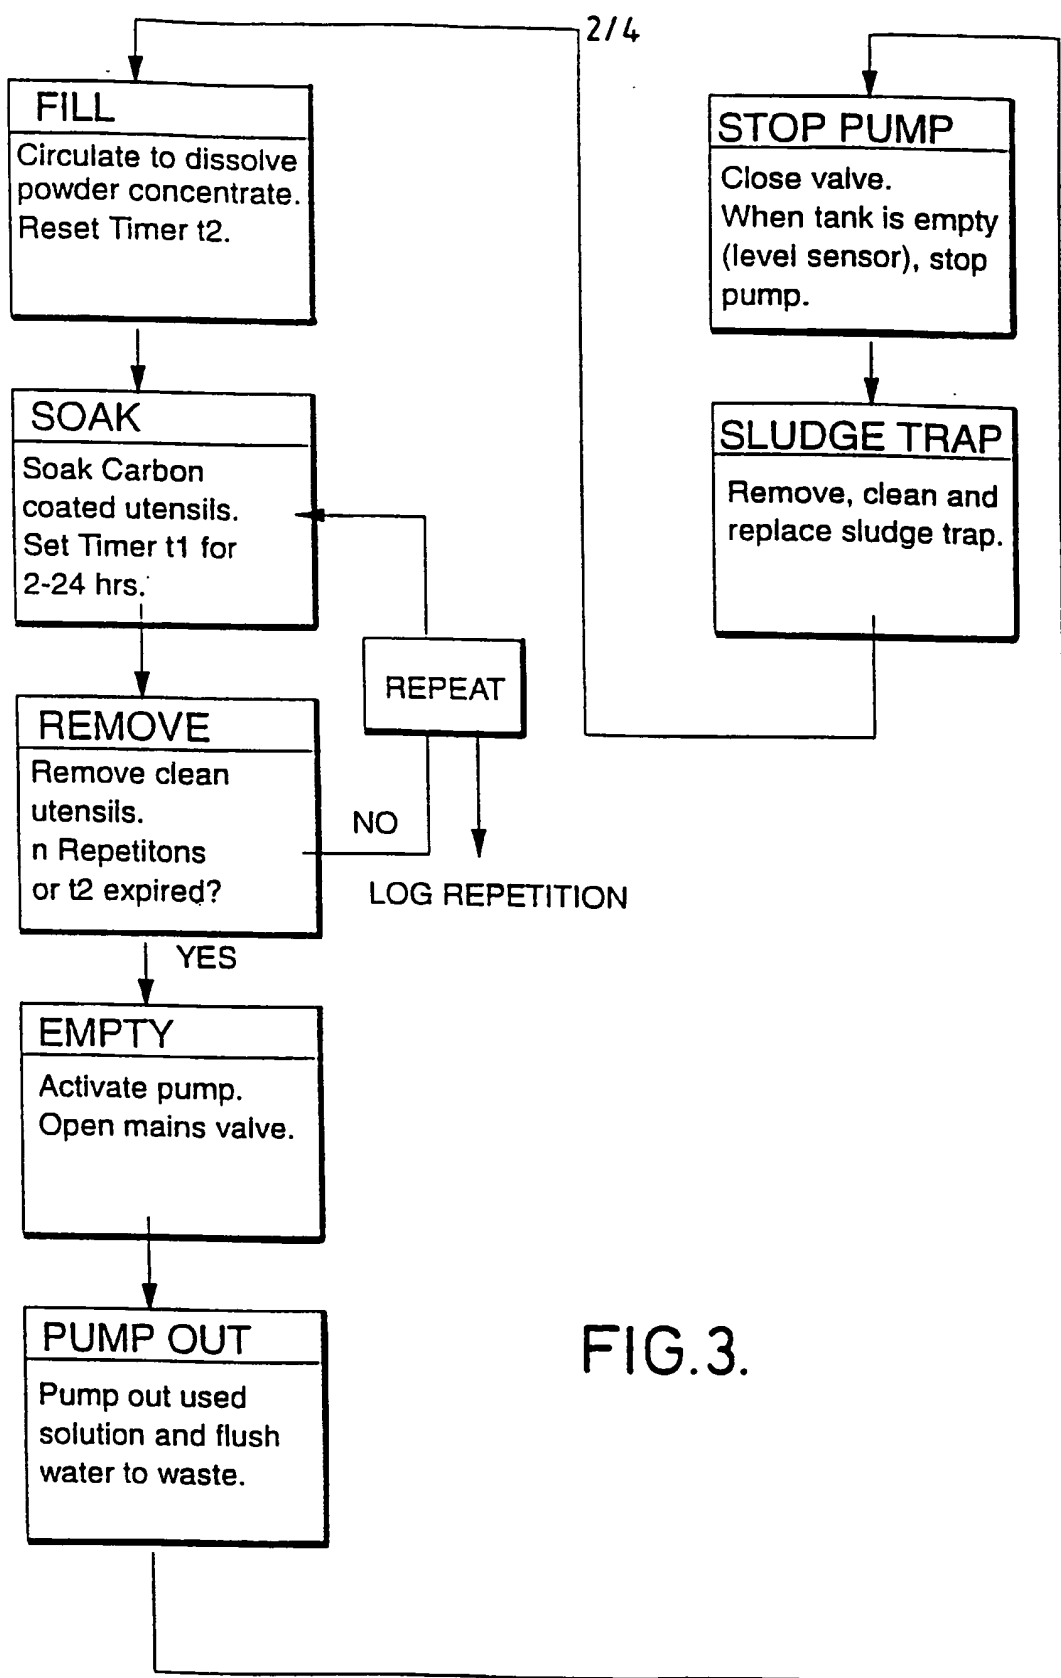 2/4
FILL
Circulate to dissolve
powder concentrate.
Reset Timer t2.
SOAK
Soak Carbon
coated utensils.
Set Timer t1 for
2-24 hrs.
REPEAT
REMOVE
Remove clean
utensils.
n Repetitons
or t2 expired?
NO
LOG REPETITION
YES
EMPTY
Activate pump.
Open mains valve.
PUMP OUT
Pump out used
solution and flush
water to waste.
STOP PUMP
Close valve.
When tank is empty
(level sensor), stop
pump.
SLUDGE TRAP
Remove, clean and
replace sludge trap.
FIG.3.